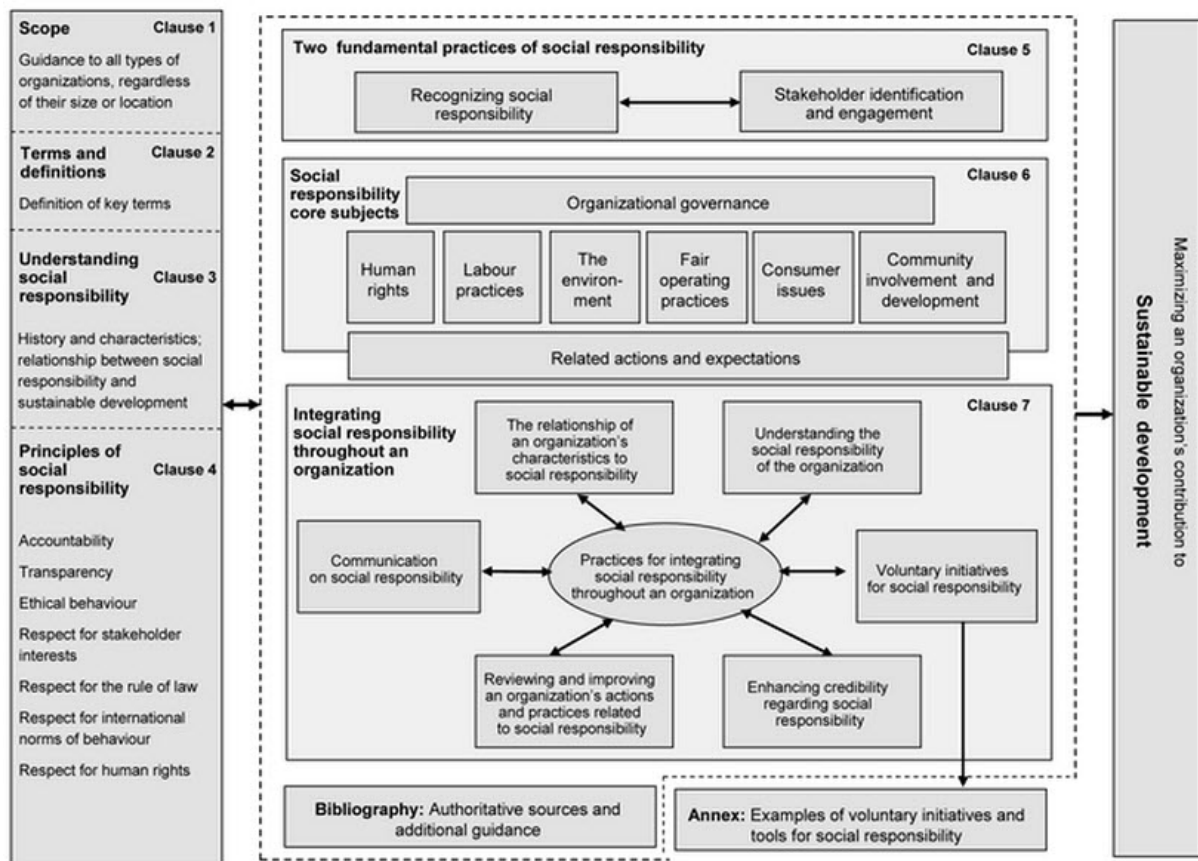 Scope Clause 1
Guidance to all types of
organizations, regardless
of their size or location
Terms and Clause 2
definitions
Definition of key terms
Understanding
social Clause 3
responsibility
History and characteristics;
relationship between social
responsibility and
sustainable development
Principles of
social Clause 4
responsibility
Accountability
Transparency
Ethical behaviour
Respect for stakeholder
interests
Respect for the rule of law
Respect for international
norms of behaviour
Respect for human rights
Two fundamental practices of social responsibility Clause 5
Recognizing social
responsibility
Stakeholder identification
and engagement
Social
responsibility
core subjects
Clause 6
Organizational governance
Human
rights
Labour
practices
The
environ-
ment
Fair
operating
practices
Consumer
issues
Community
involvement and
development
Related actions and expectations
Integrating
social responsibility
throughout an
organization
Clause 7
The relationship of
an organization's
characteristics to
social responsibility
Understanding the
social responsibility
of the organization
Communication
on social responsibility
Practices for integrating
social responsibility
throughout an organization
Voluntary initiatives
for social responsibility
Reviewing and improving
an organization's actions
and practices related
to social responsibility
Enhancing credibility
regarding social
responsibility
Bibliography: Authoritative sources and
additional guidance
Annex: Examples of voluntary initiatives and
tools for social responsibility
Maximizing an organization's contribution to
Sustainable development